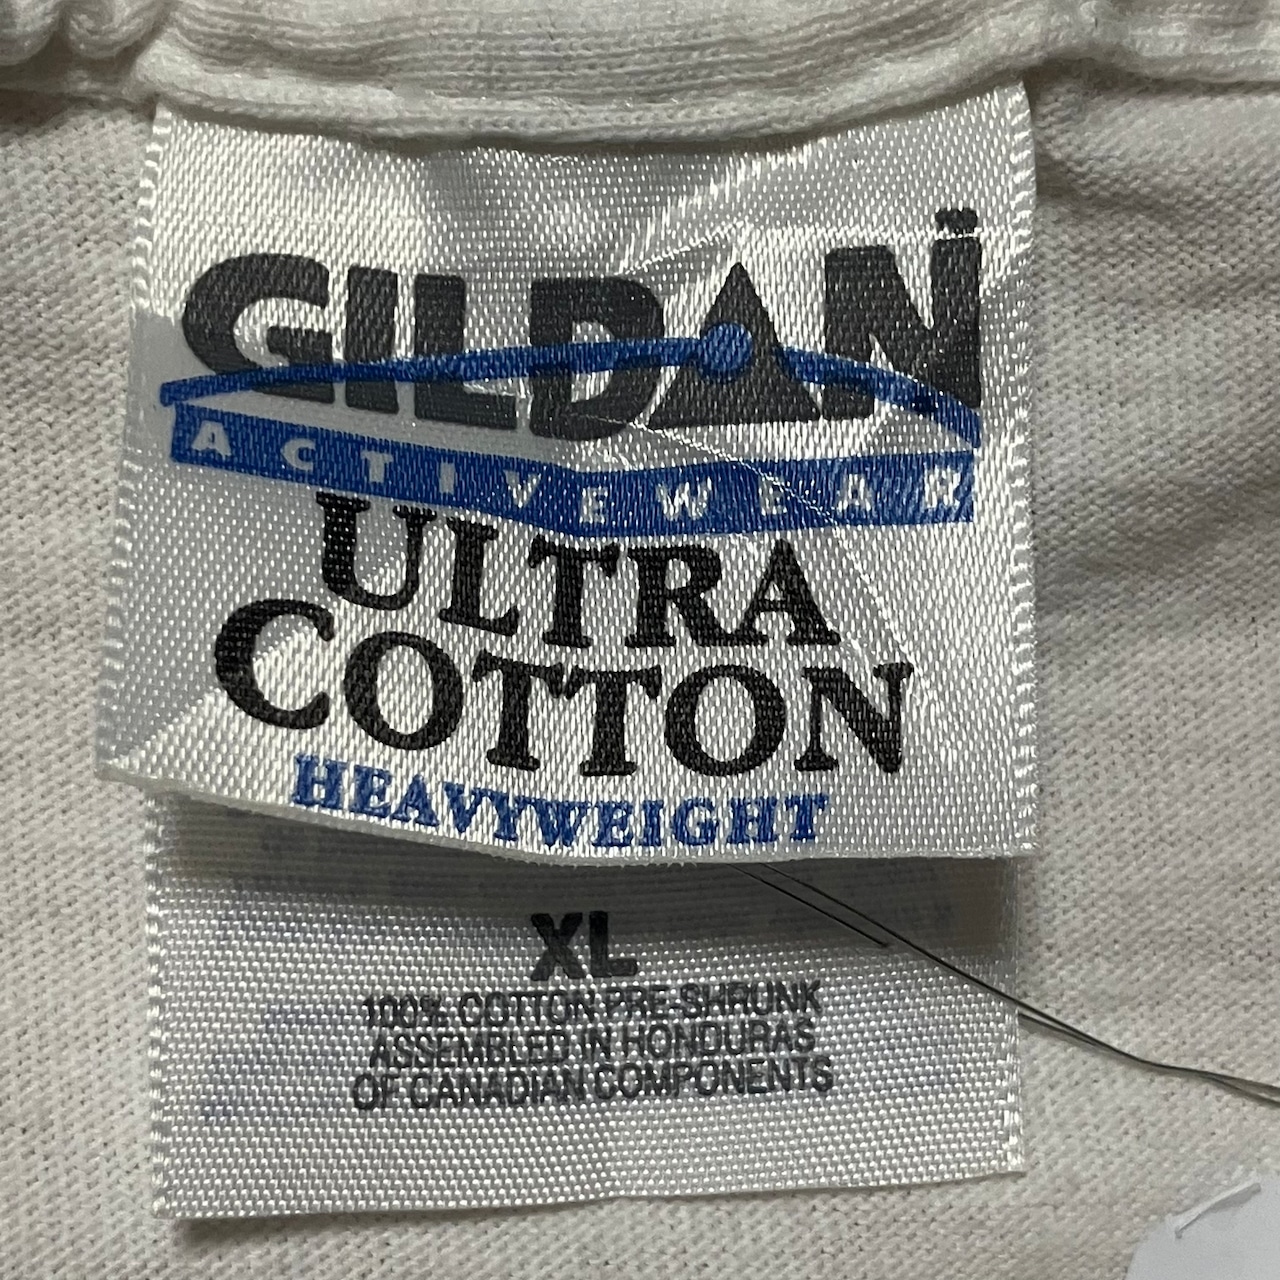 GILDAN
ACTIVEWEAR
ULTRA
COTTON
HEAVYWEIGHT
XL
100% COTTON PRE-SHRUNK
ASSEMBLED IN HONDURAS
OF CANADIAN COMPONENTS